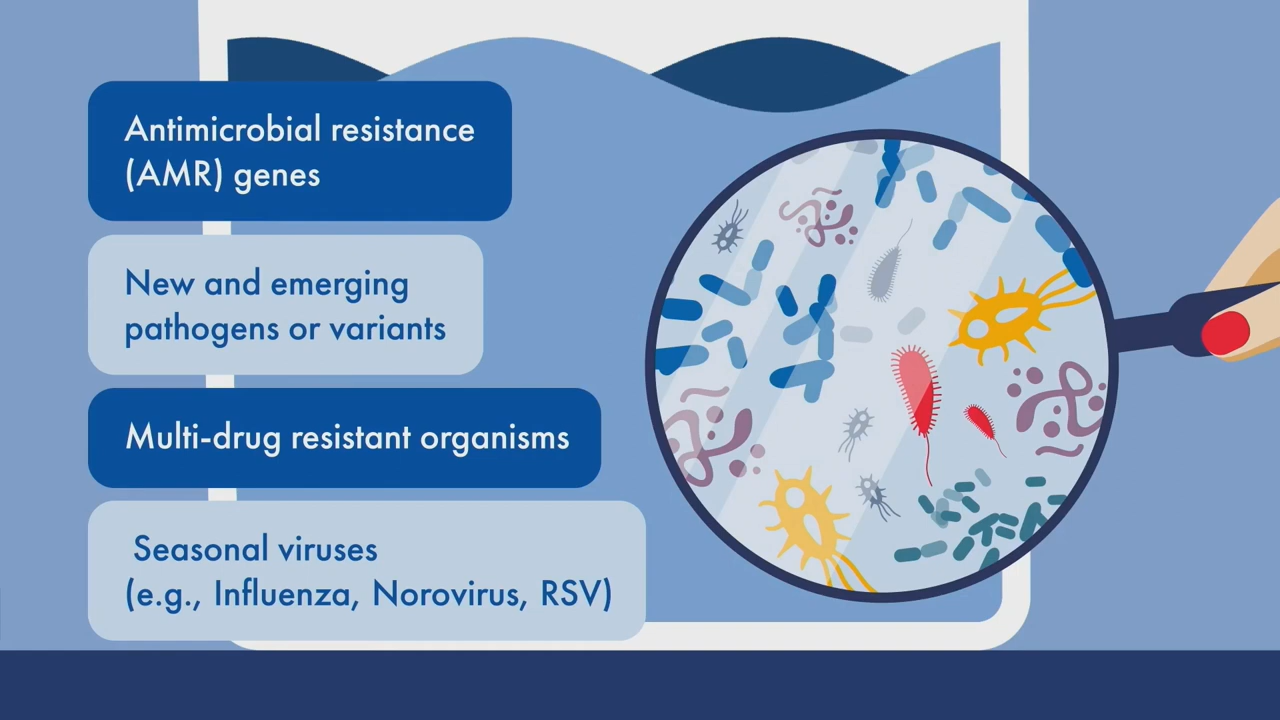 Antimicrobial resistance
(AMR) genes
New and emerging
pathogens or variants
Multi-drug resistant organisms
Seasonal viruses
(e.g., Influenza, Norovirus, RSV)